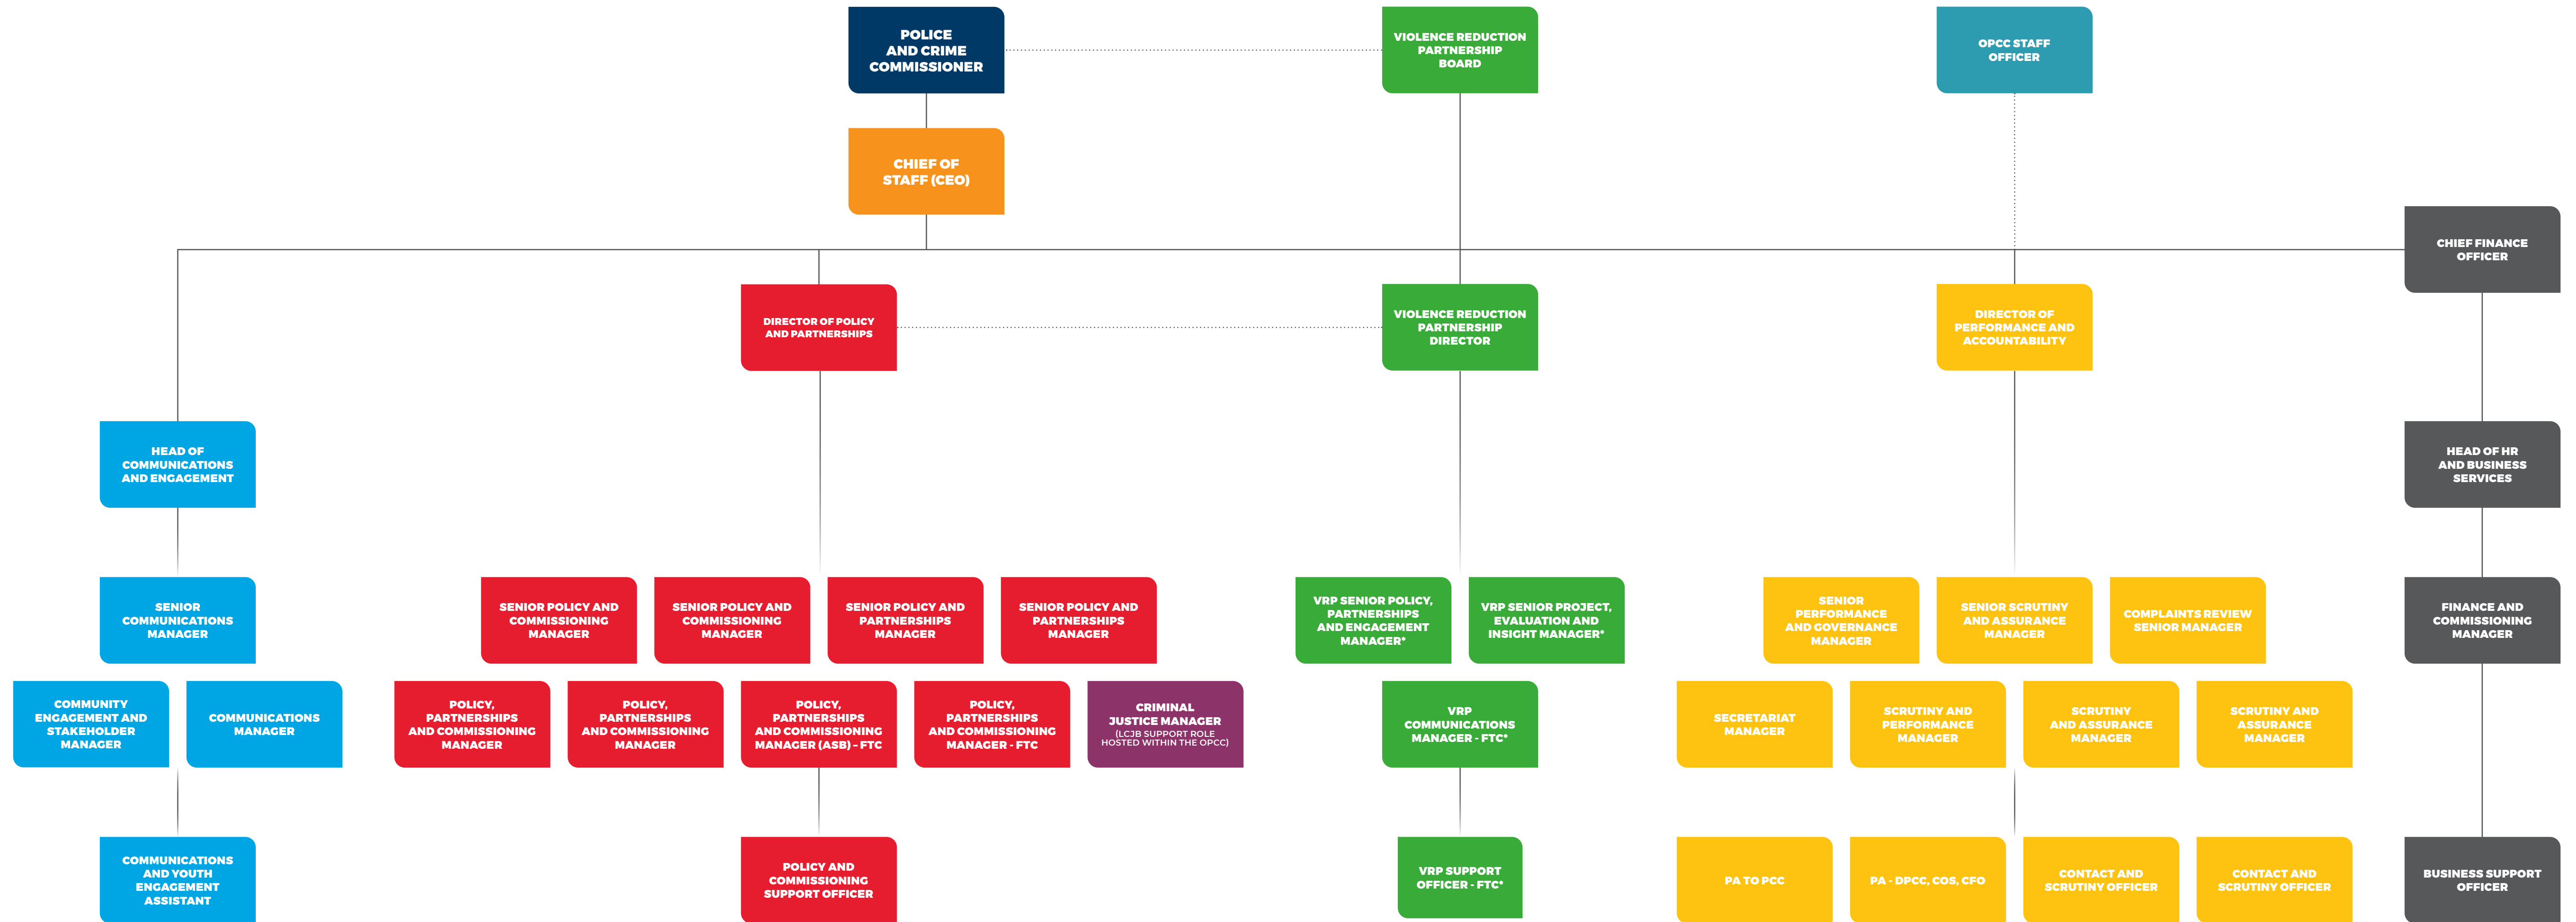 POLICE
AND CRIME
COMMISSIONER
VIOLENCE REDUCTION
PARTNERSHIP
BOARD
OPCC STAFF
OFFICER
CHIEF OF
STAFF (CEO)
CHIEF FINANCE
OFFICER
DIRECTOR OF POLICY
AND PARTNERSHIPS
VIOLENCE REDUCTION
PARTNERSHIP
DIRECTOR
DIRECTOR OF
PERFORMANCE AND
ACCOUNTABILITY
HEAD OF
COMMUNICATIONS
AND ENGAGEMENT
HEAD OF HR
AND BUSINESS
SERVICES
SENIOR
COMMUNICATIONS
MANAGER
SENIOR POLICY AND
COMMISSIONING
MANAGER
SENIOR POLICY AND
COMMISSIONING
MANAGER
SENIOR POLICY AND
PARTNERSHIPS
MANAGER
SENIOR POLICY AND
PARTNERSHIPS
MANAGER
VRP SENIOR POLICY,
PARTNERSHIPS
AND ENGAGEMENT
MANAGER*
VRP SENIOR PROJECT,
EVALUATION AND
INSIGHT MANAGER*
SENIOR
PERFORMANCE
AND GOVERNANCE
MANAGER
SENIOR SCRUTINY
AND ASSURANCE
MANAGER
COMPLAINTS REVIEW
SENIOR MANAGER
FINANCE AND
COMMISSIONING
MANAGER
COMMUNITY
ENGAGEMENT AND
STAKEHOLDER
MANAGER
COMMUNICATIONS
MANAGER
POLICY,
PARTNERSHIPS
AND COMMISSIONING
MANAGER
POLICY,
PARTNERSHIPS
AND COMMISSIONING
MANAGER
POLICY,
PARTNERSHIPS
AND COMMISSIONING
MANAGER (ASB) – FTC
POLICY,
PARTNERSHIPS
AND COMMISSIONING
MANAGER - FTC
CRIMINAL
JUSTICE MANAGER
(LCJB SUPPORT ROLE
HOSTED WITHIN THE OPCC)
VRP
COMMUNICATIONS
MANAGER - FTC*
SECRETARIAT
MANAGER
SCRUTINY AND
PERFORMANCE
MANAGER
SCRUTINY
AND ASSURANCE
MANAGER
SCRUTINY AND
ASSURANCE
MANAGER
COMMUNICATIONS
AND YOUTH
ENGAGEMENT
ASSISTANT
POLICY AND
COMMISSIONING
SUPPORT OFFICER
VRP SUPPORT
OFFICER - FTC*
PA TO PCC
PA - DPCC, COS, CFO
CONTACT AND
SCRUTINY OFFICER
CONTACT AND
SCRUTINY OFFICER
BUSINESS SUPPORT
OFFICER